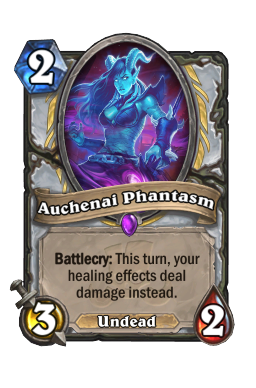 2
Auchenai Phantasm
Battlecry: This turn, your
healing effects deal
damage instead.
3
Undead
2